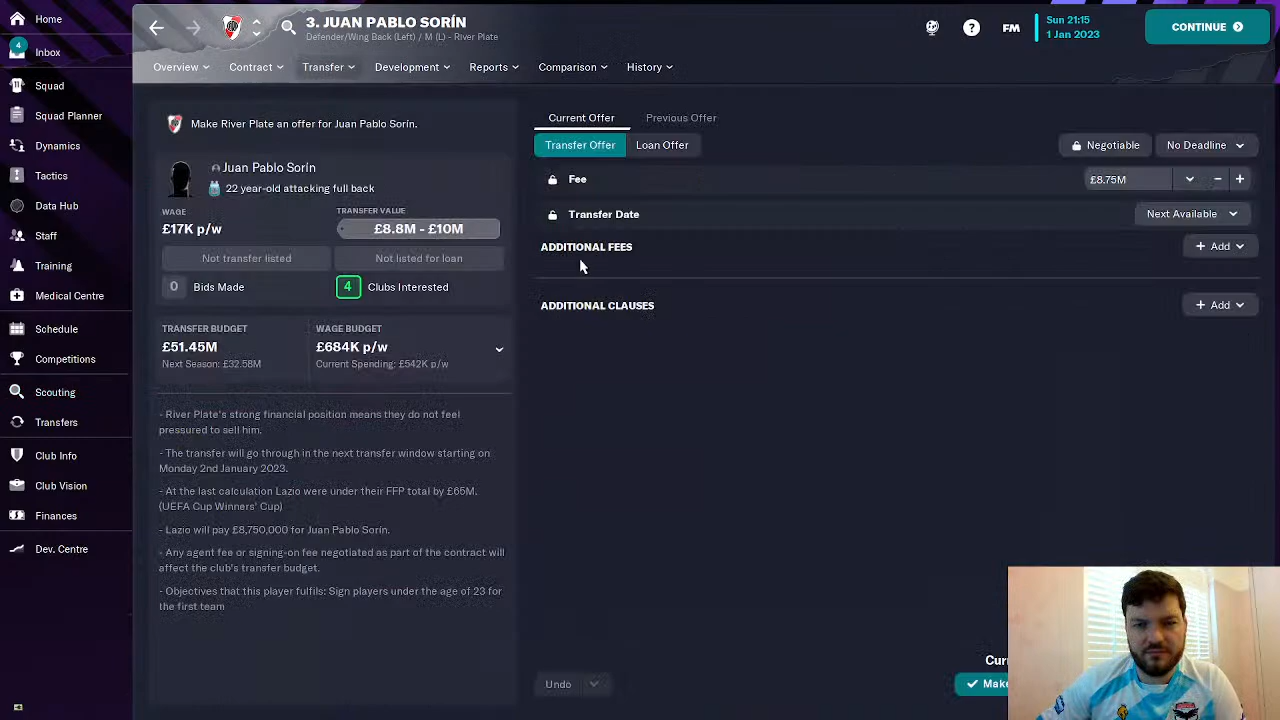 Home
4
Inbox
Squad
Squad Planner
Dynamics
Tactics
Data Hub
Staff
Training
Medical Centre
Schedule
Competitions
Scouting
Transfers
Club Info
Club Vision
Finances
Dev. Centre
3. JUAN PABLO SORÍN
Defender/Wing Back (Left) / M (L) - River Plate
FM
Sun 21:15
1 Jan 2023
CONTINUE
Overview
Contract
Transfer
Development
Reports
Comparison
History
Make River Plate an offer for Juan Pablo Sorín.
Juan Pablo Sorín
22 year-old attacking full back
WAGE
£17K p/w
TRANSFER VALUE
£8.8M - £10M
Not transfer listed
Not listed for loan
0 Bids Made
4 Clubs Interested
TRANSFER BUDGET
£51.45M
Next Season: £32.58M
WAGE BUDGET
£684K p/w
Current Spending: £542K p/w
- River Plate's strong financial position means they do not feel
pressured to sell him.
- The transfer will go through in the next transfer window starting on
Monday 2nd January 2023.
- At the last calculation Lazio were under their FFP total by £65M.
(UEFA Cup Winners' Cup)
- Lazio will pay £8,750,000 for Juan Pablo Sorín.
- Any agent fee or signing-on fee negotiated as part of the contract will
affect the club's transfer budget.
- Objectives that this player fulfils: Sign players under the age of 23 for
the first team
Current Offer
Previous Offer
Transfer Offer
Loan Offer
Negotiable
No Deadline
Fee
£8.75M
- +
Transfer Date
Next Available
ADDITIONAL FEES
+ Add
ADDITIONAL CLAUSES
+ Add
Undo
Make